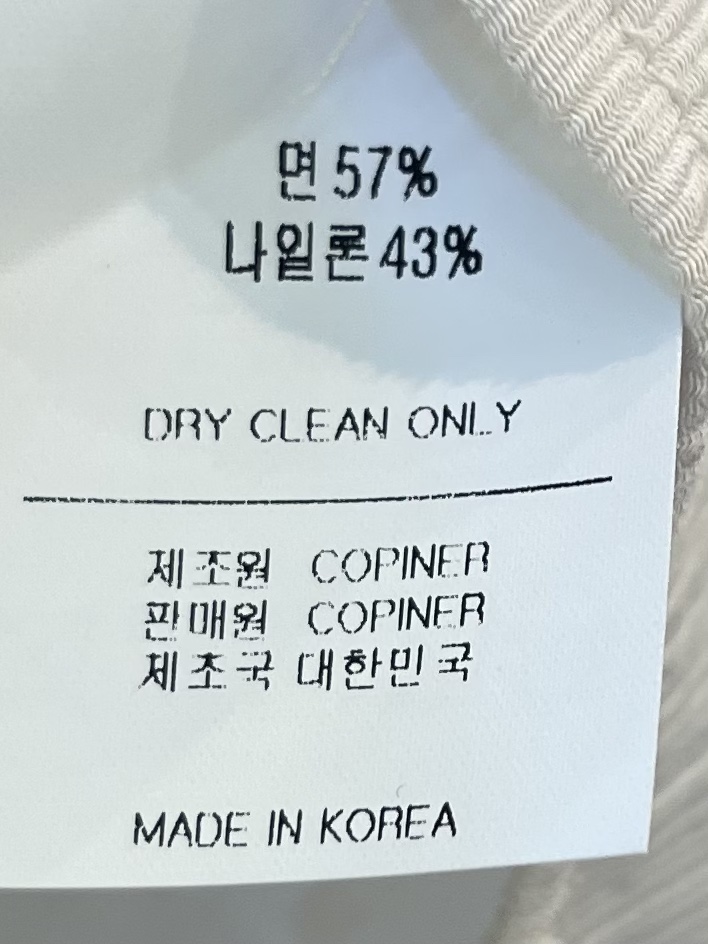 면 57%
나일론 43%
DRY CLEAN ONLY
제조원 COPINER
판매원 COPINER
제조국 대한민국
MADE IN KOREA